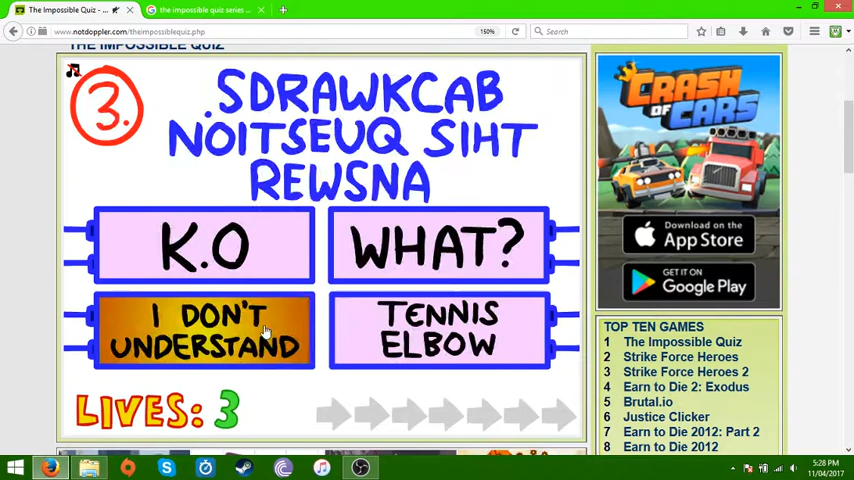 The Impossible Quiz - ...
the impossible quiz series ...
www.notdoppler.com/theimpossiblequiz.php
150%
Search
THE IMPOSSIBLE QUIZ
3.
.SDRAWKCAB
NOITSEUQ SIHT
REWSNA
K.O
WHAT?
I DON'T
UNDERSTAND
TENNIS
ELBOW
LIVES: 3
CRASH
OF
CARS
Download on the
App Store
GET IT ON
Google Play
TOP TEN GAMES
1 The Impossible Quiz
2 Strike Force Heroes
3 Strike Force Heroes 2
4 Earn to Die 2: Exodus
5 Brutal.io
6 Justice Clicker
7 Earn to Die 2012: Part 2
8 Earn to Die 2012
5:28 PM
11/04/2017